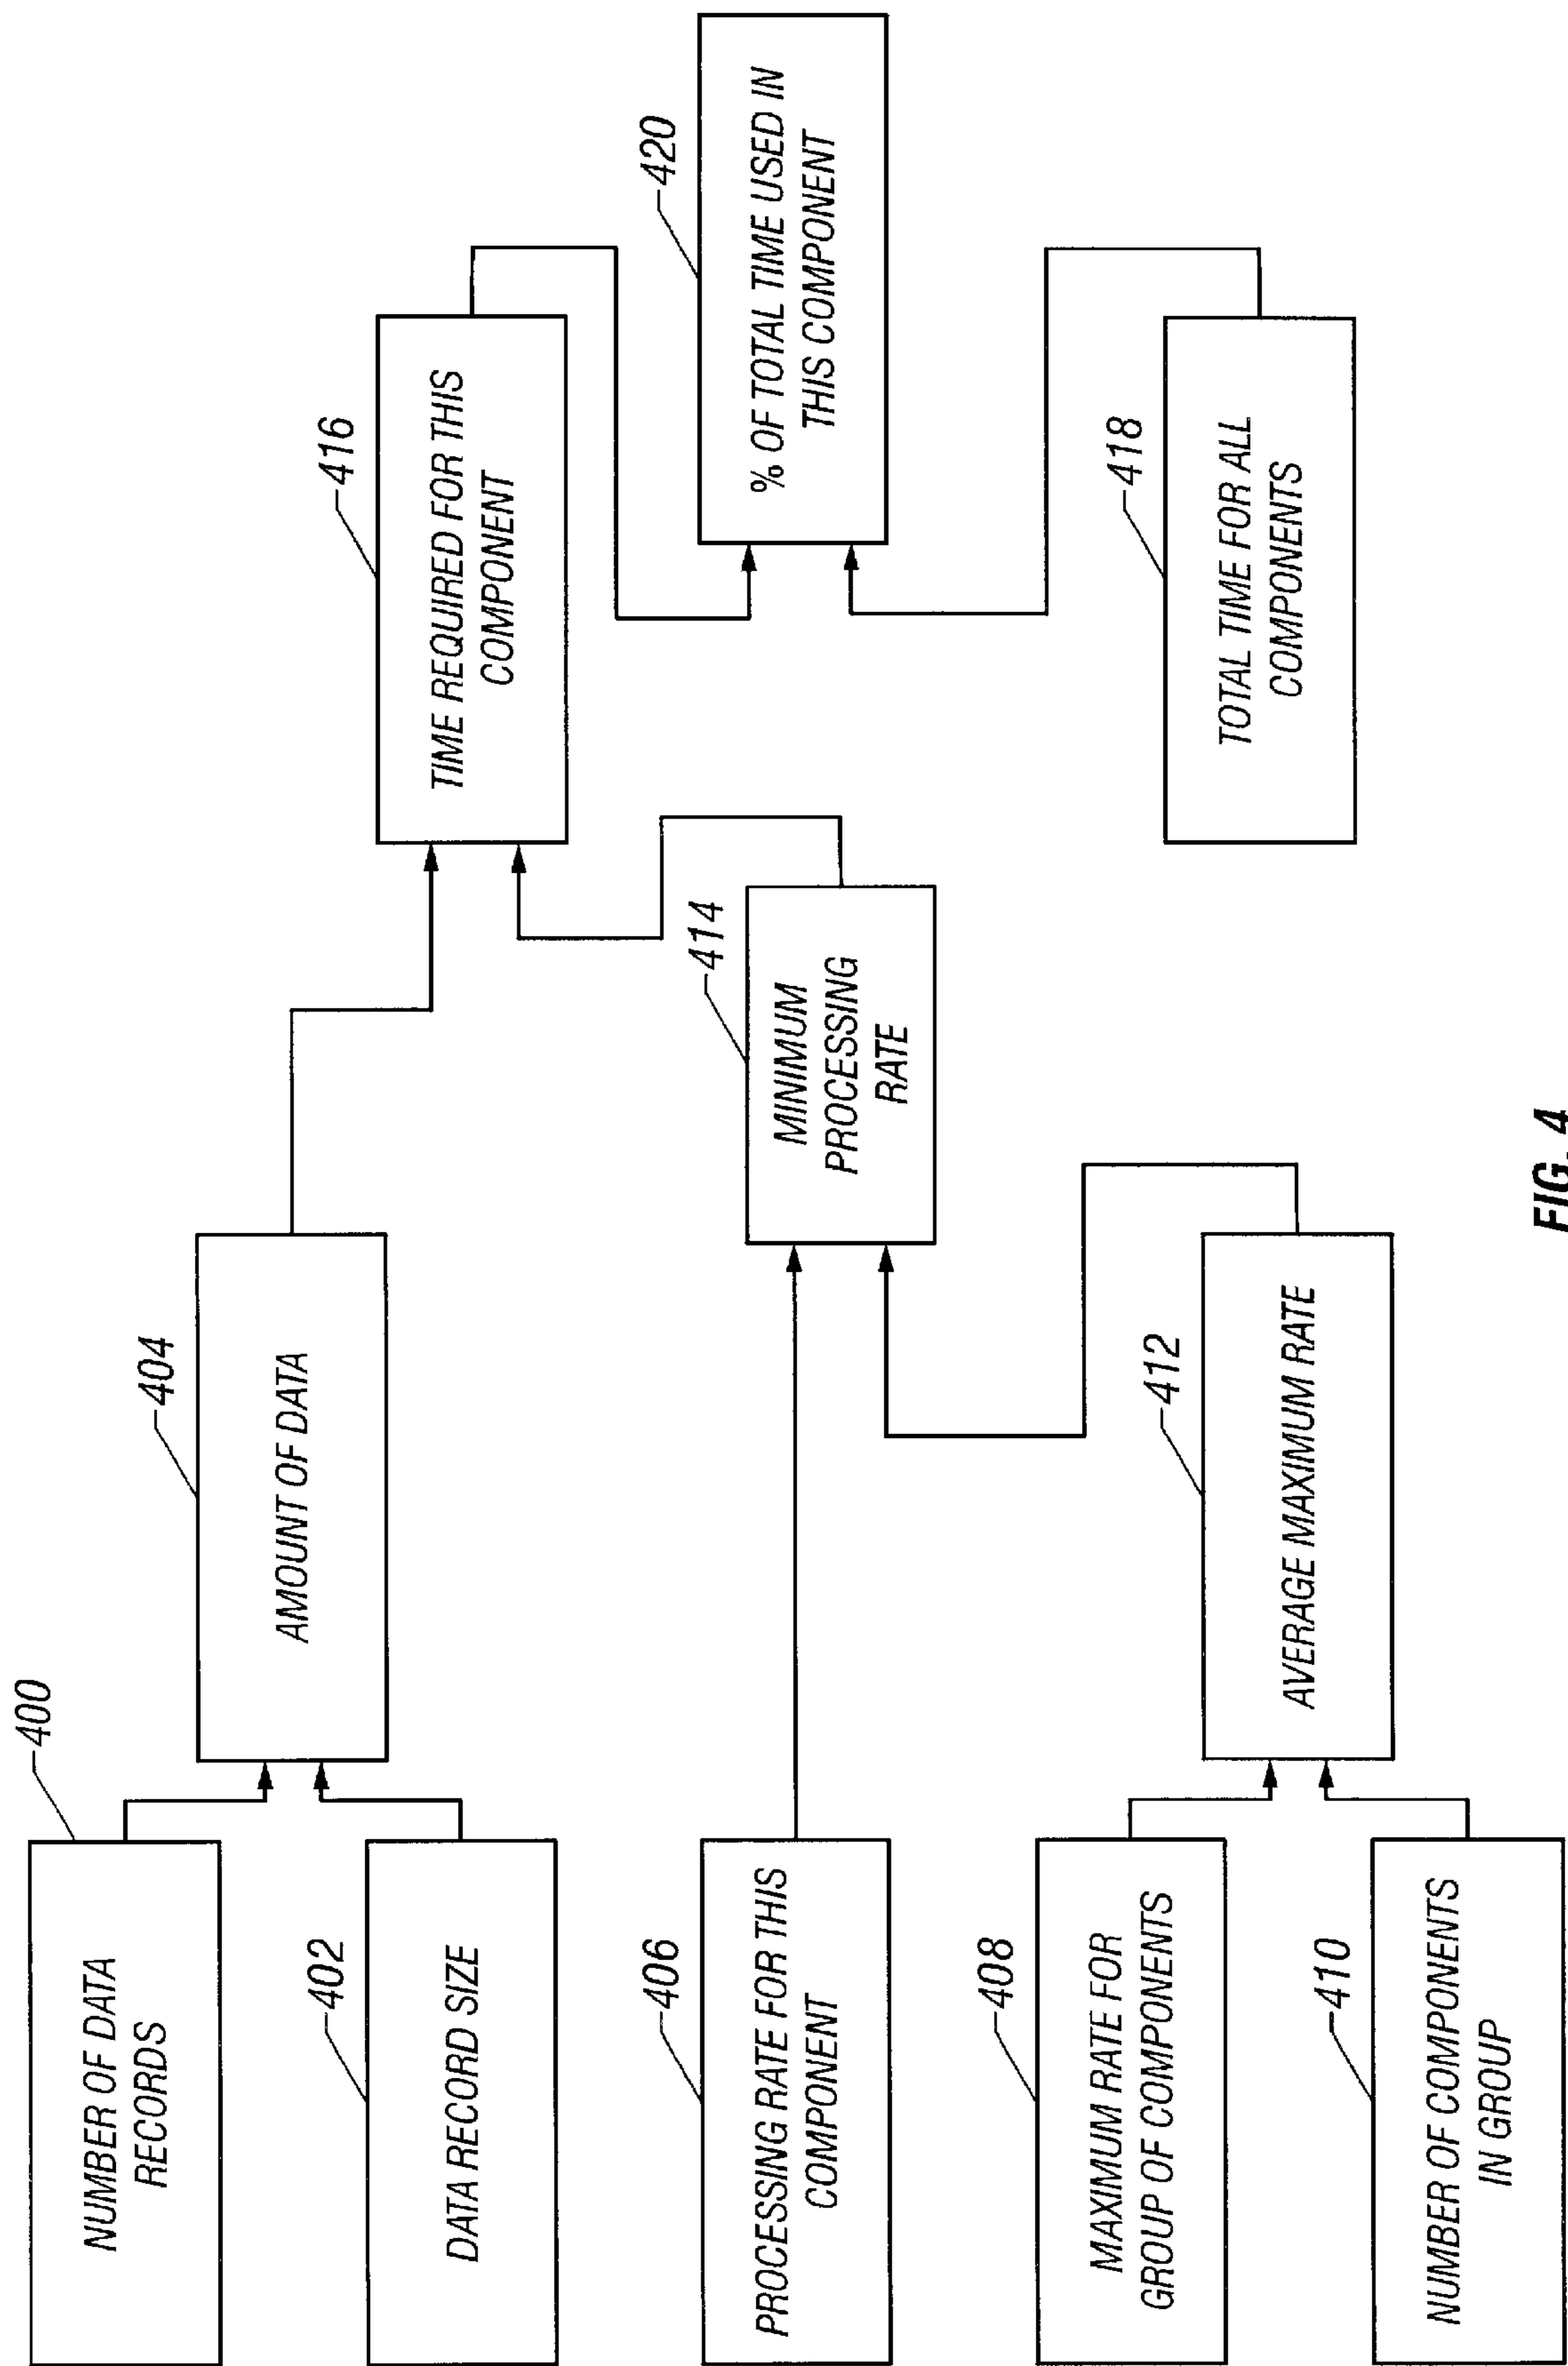 400
NUMBER OF DATA
RECORDS
402
DATA RECORD SIZE
404
AMOUNT OF DATA
406
PROCESSING RATE FOR THIS
COMPONENT
408
MAXIMUM RATE FOR
GROUP OF COMPONENTS
410
NUMBER OF COMPONENTS
IN GROUP
412
AVERAGE MAXIMUM RATE
414
MINIMUM
PROCESSING
RATE
416
TIME REQUIRED FOR THIS
COMPONENT
418
TOTAL TIME FOR ALL
COMPONENTS
420
% OF TOTAL TIME USED IN
THIS COMPONENT
FIG. 4